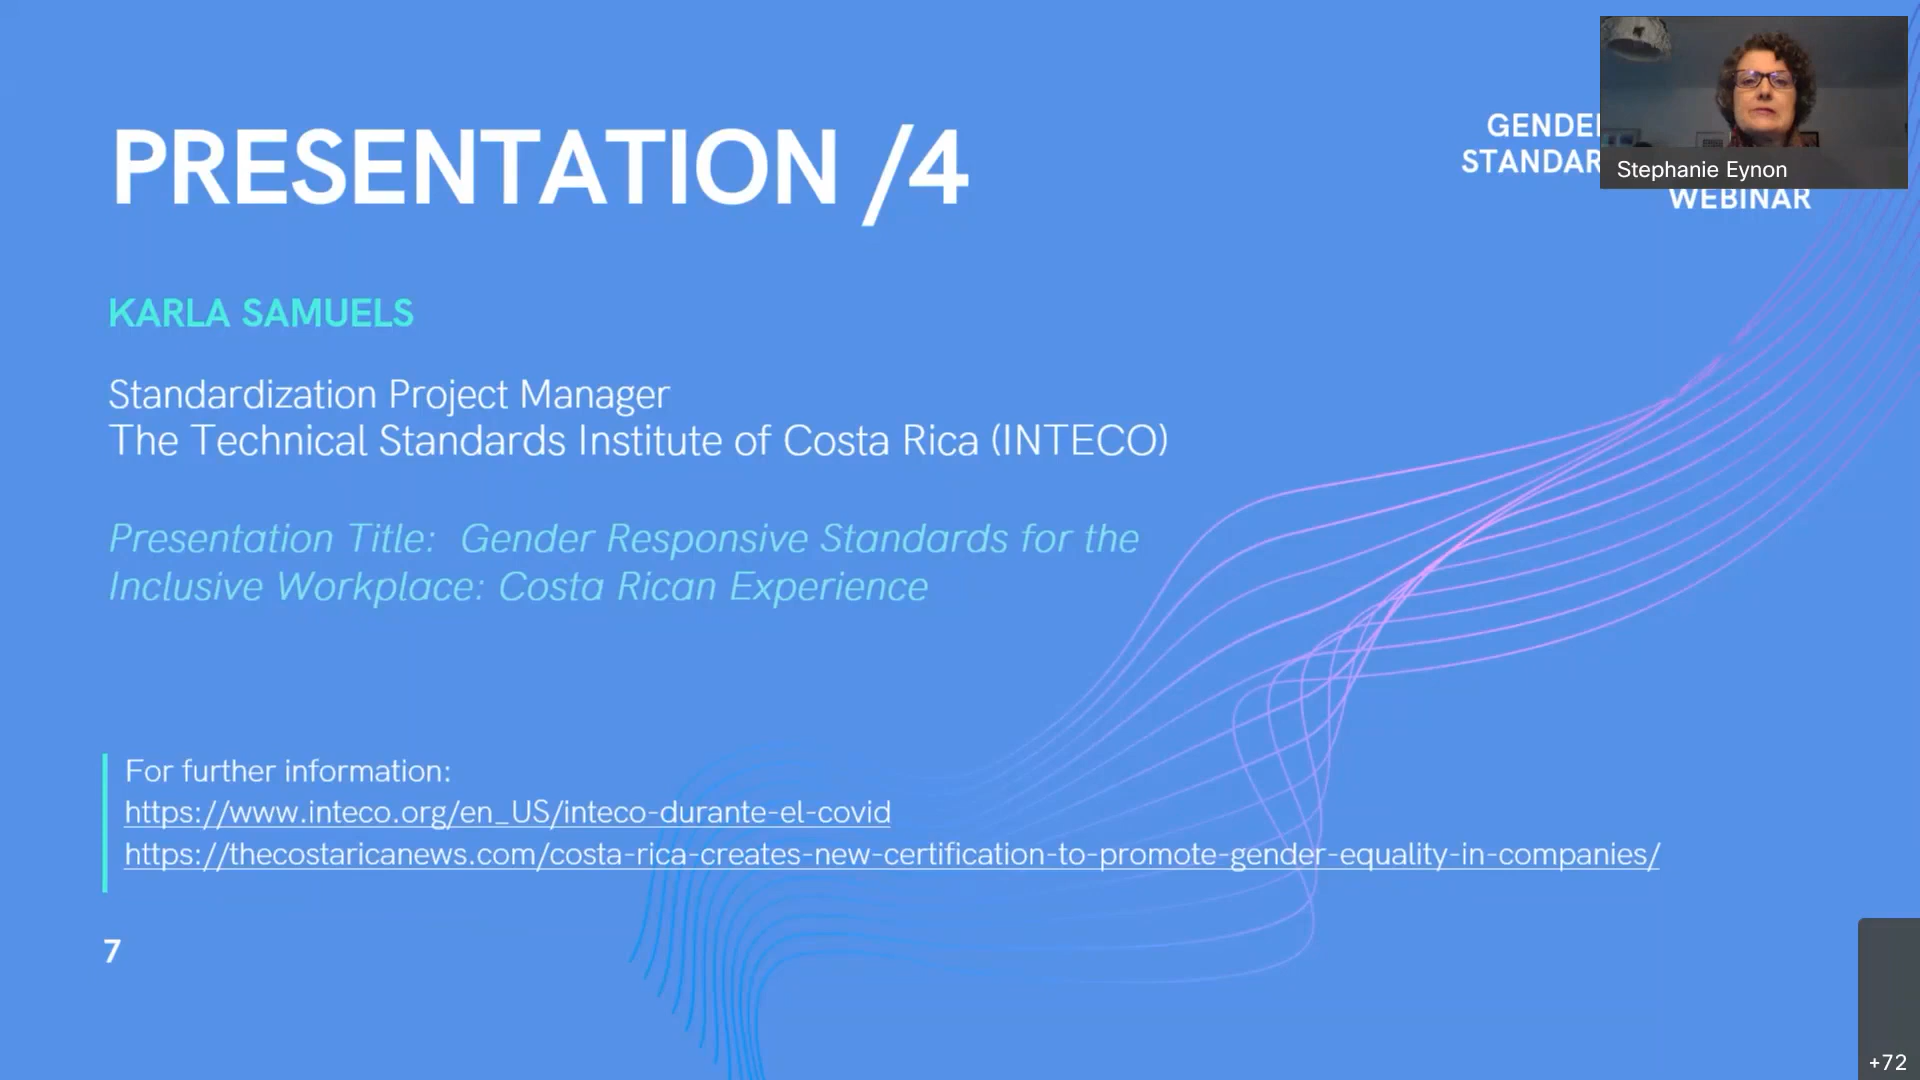 PRESENTATION /4
GENDE
STANDAR
WEBINAR
Stephanie Eynon
KARLA SAMUELS
Standardization Project Manager
The Technical Standards Institute of Costa Rica (INTECO)
Presentation Title: Gender Responsive Standards for the
Inclusive Workplace: Costa Rican Experience
For further information:
https://www.inteco.org/en_US/inteco-durante-el-covid
https://thecostaricanews.com/costa-rica-creates-new-certification-to-promote-gender-equality-in-companies/
7
+72